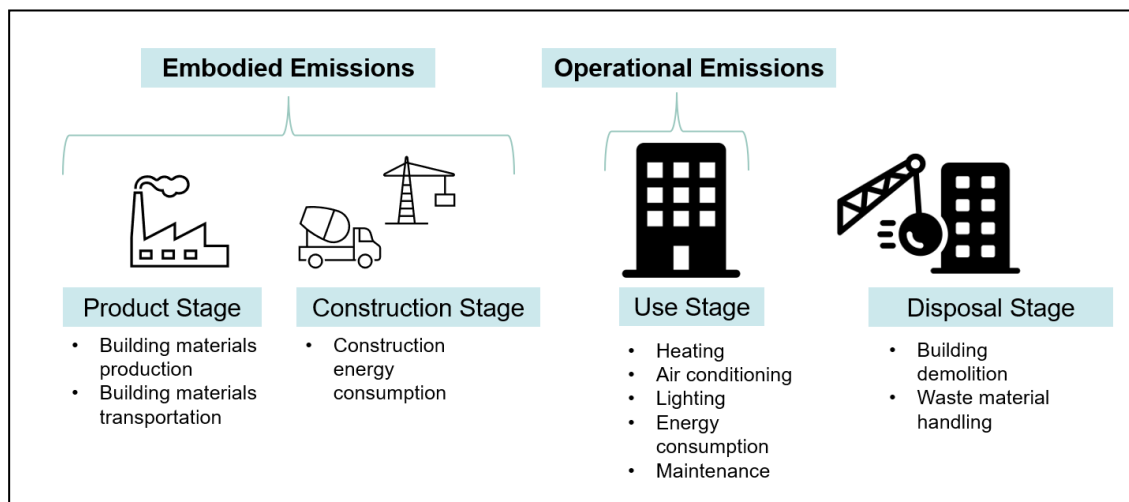 Embodied Emissions
Operational Emissions
Product Stage
• Building materials
production
• Building materials
transportation
Construction Stage
• Construction
energy
consumption
Use Stage
• Heating
• Air conditioning
• Lighting
• Energy
consumption
• Maintenance
Disposal Stage
• Building
demolition
• Waste material
handling